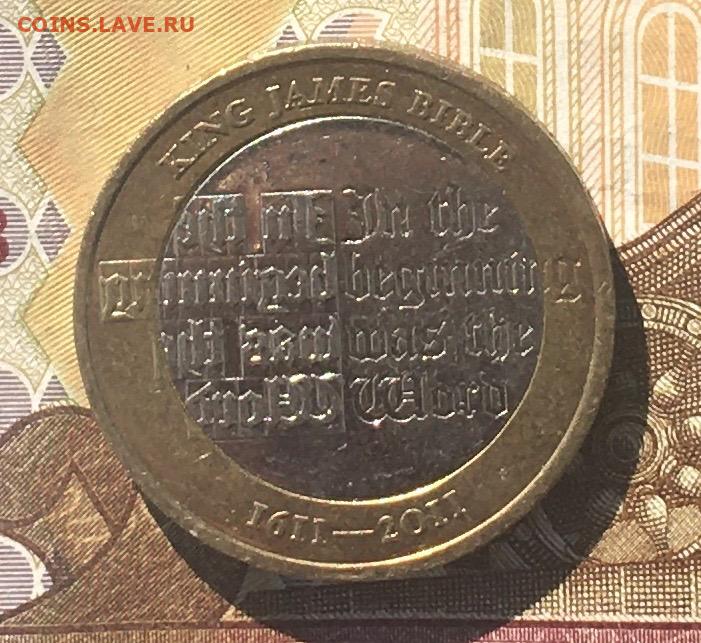 COINS.LAVE.RU
KING JAMES BIBLE
In the
beginning
was the
Word
1611—2011